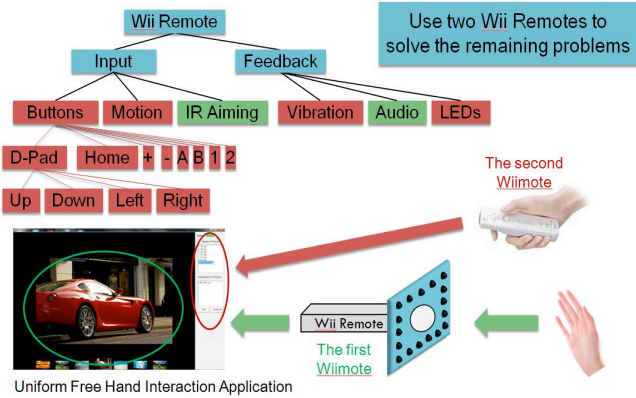 Wii Remote
Use two Wii Remotes to
solve the remaining problems
Input
Feedback
Buttons
Motion
IR Aiming
Vibration
Audio
LEDs
D-Pad
Home
+
-
A
B
1
2
Up
Down
Left
Right
The second
Wiimote
Wii Remote
The first
Wiimote
Uniform Free Hand Interaction Application